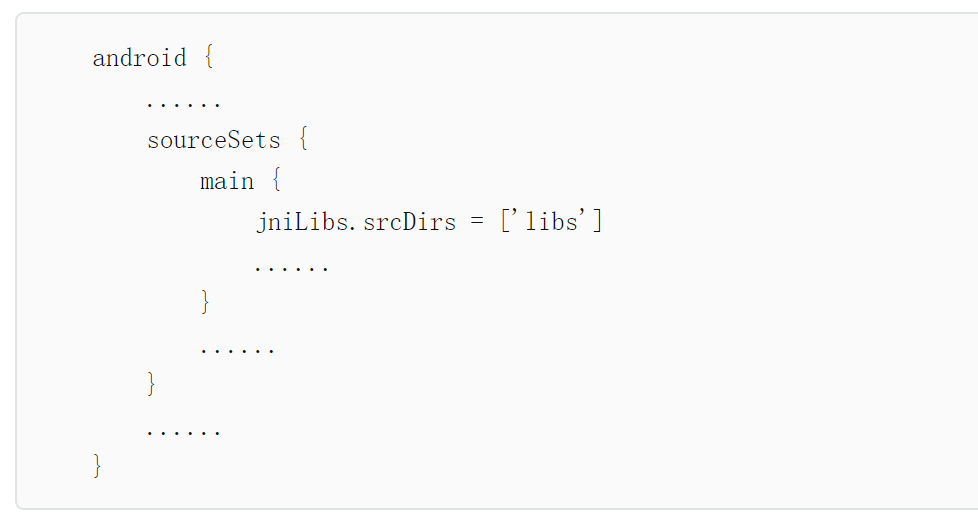 android {
......
sourceSets {
main {
jniLibs.srcDirs = ['libs']
......
}
......
}
......
}